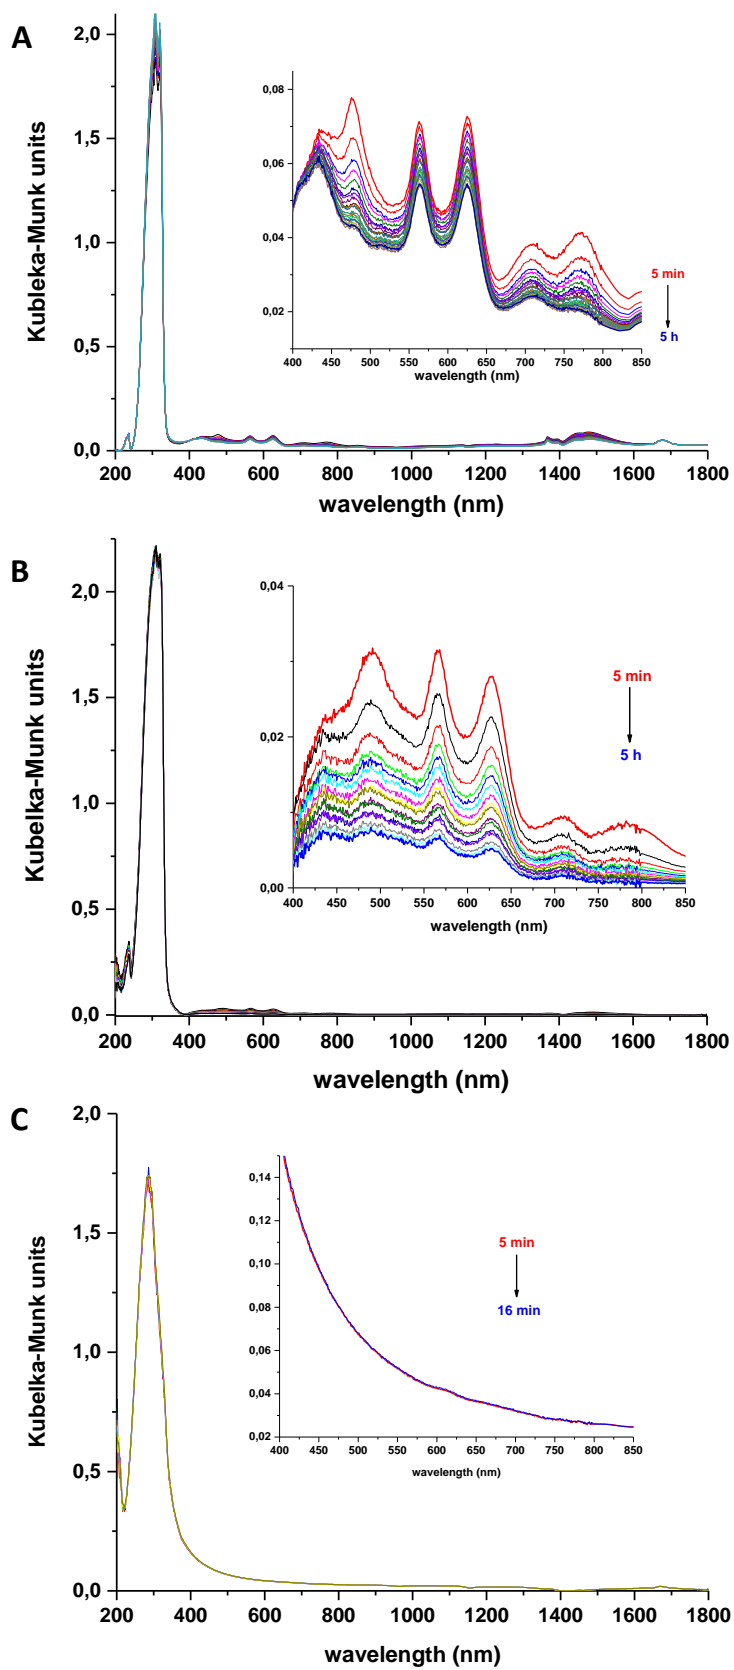 A
Kubleka-Munk units
2,0
1,5
1,0
0,5
0,0
200 400 600 800 1000 1200 1400 1600 1800
wavelength (nm)
0,08
0,06
0,04
0,02
400 450 500 550 600 650 700 750 800 850
wavelength (nm)
5 min
5 h
B
Kubelka-Munk units
2,0
1,5
1,0
0,5
0,0
200 400 600 800 1000 1200 1400 1600 1800
wavelength (nm)
0,04
0,02
0,00
400 450 500 550 600 650 700 750 800 850
wavelength (nm)
5 min
5 h
C
Kubelka-Munk units
2,0
1,5
1,0
0,5
0,0
200 400 600 800 1000 1200 1400 1600 1800
wavelength (nm)
0,14
0,12
0,10
0,08
0,06
0,04
0,02
400 450 500 550 600 650 700 750 800 850
wavelength (nm)
5 min
16 min